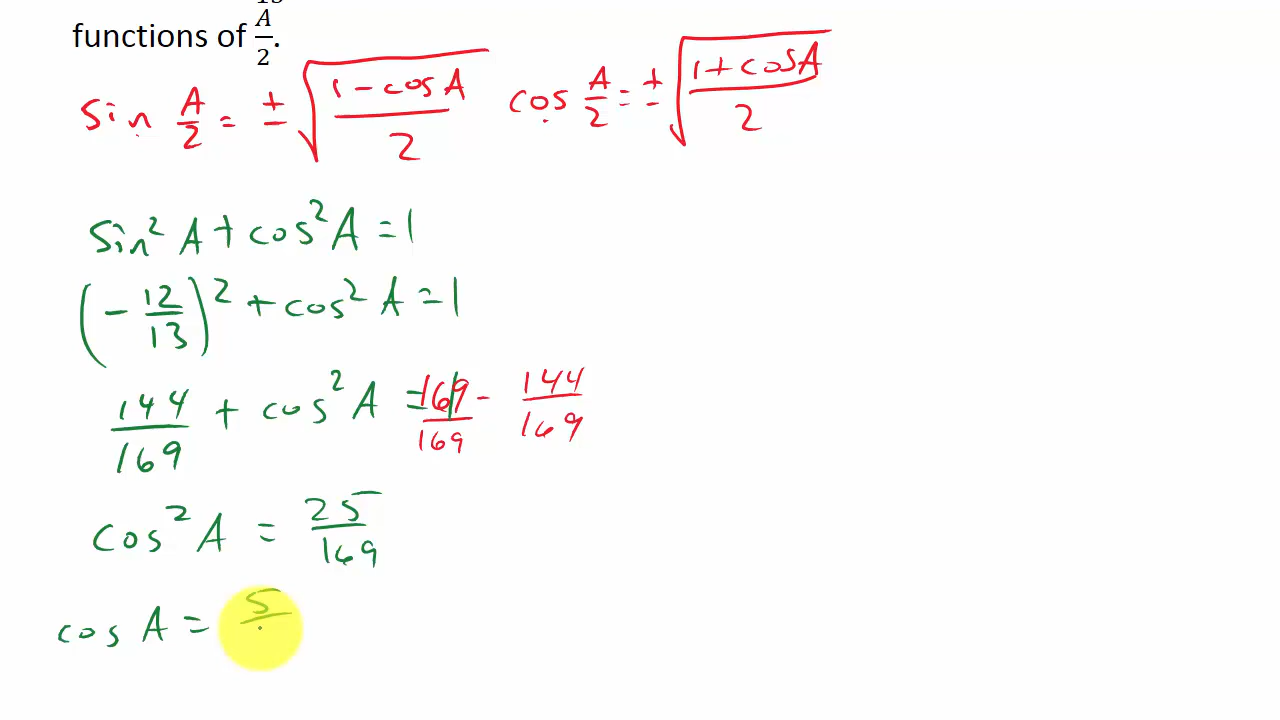 functions of A/2.
sin A/2 = ± √((1 - cos A)/2) cos A/2 = ± √((1 + cos A)/2)
sin² A + cos² A = 1
(- 12/13)² + cos² A = 1
144/169 + cos² A = 169/169 - 144/169
cos² A = 25/169
cos A = 5